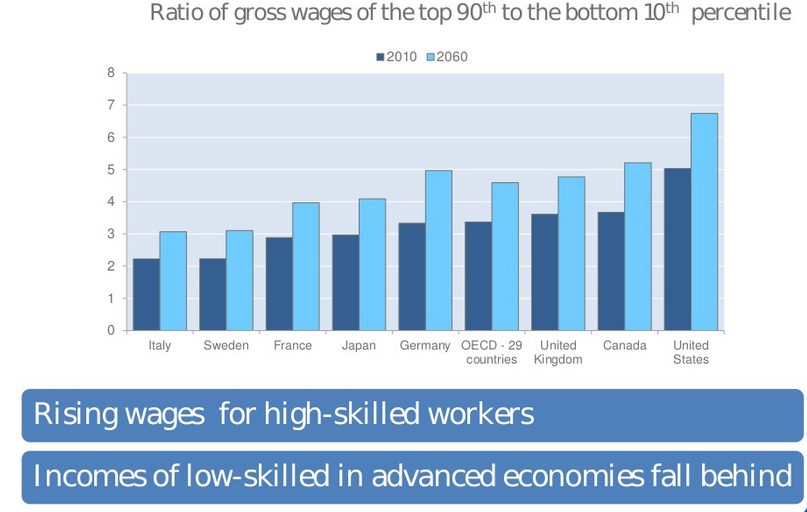 Ratio of gross wages of the top 90th to the bottom 10th percentile
2010 2060
8
7
6
5
4
3
2
1
0
Italy Sweden France Japan Germany OECD - 29 United Canada United
countries Kingdom States
Rising wages for high-skilled workers
Incomes of low-skilled in advanced economies fall behind